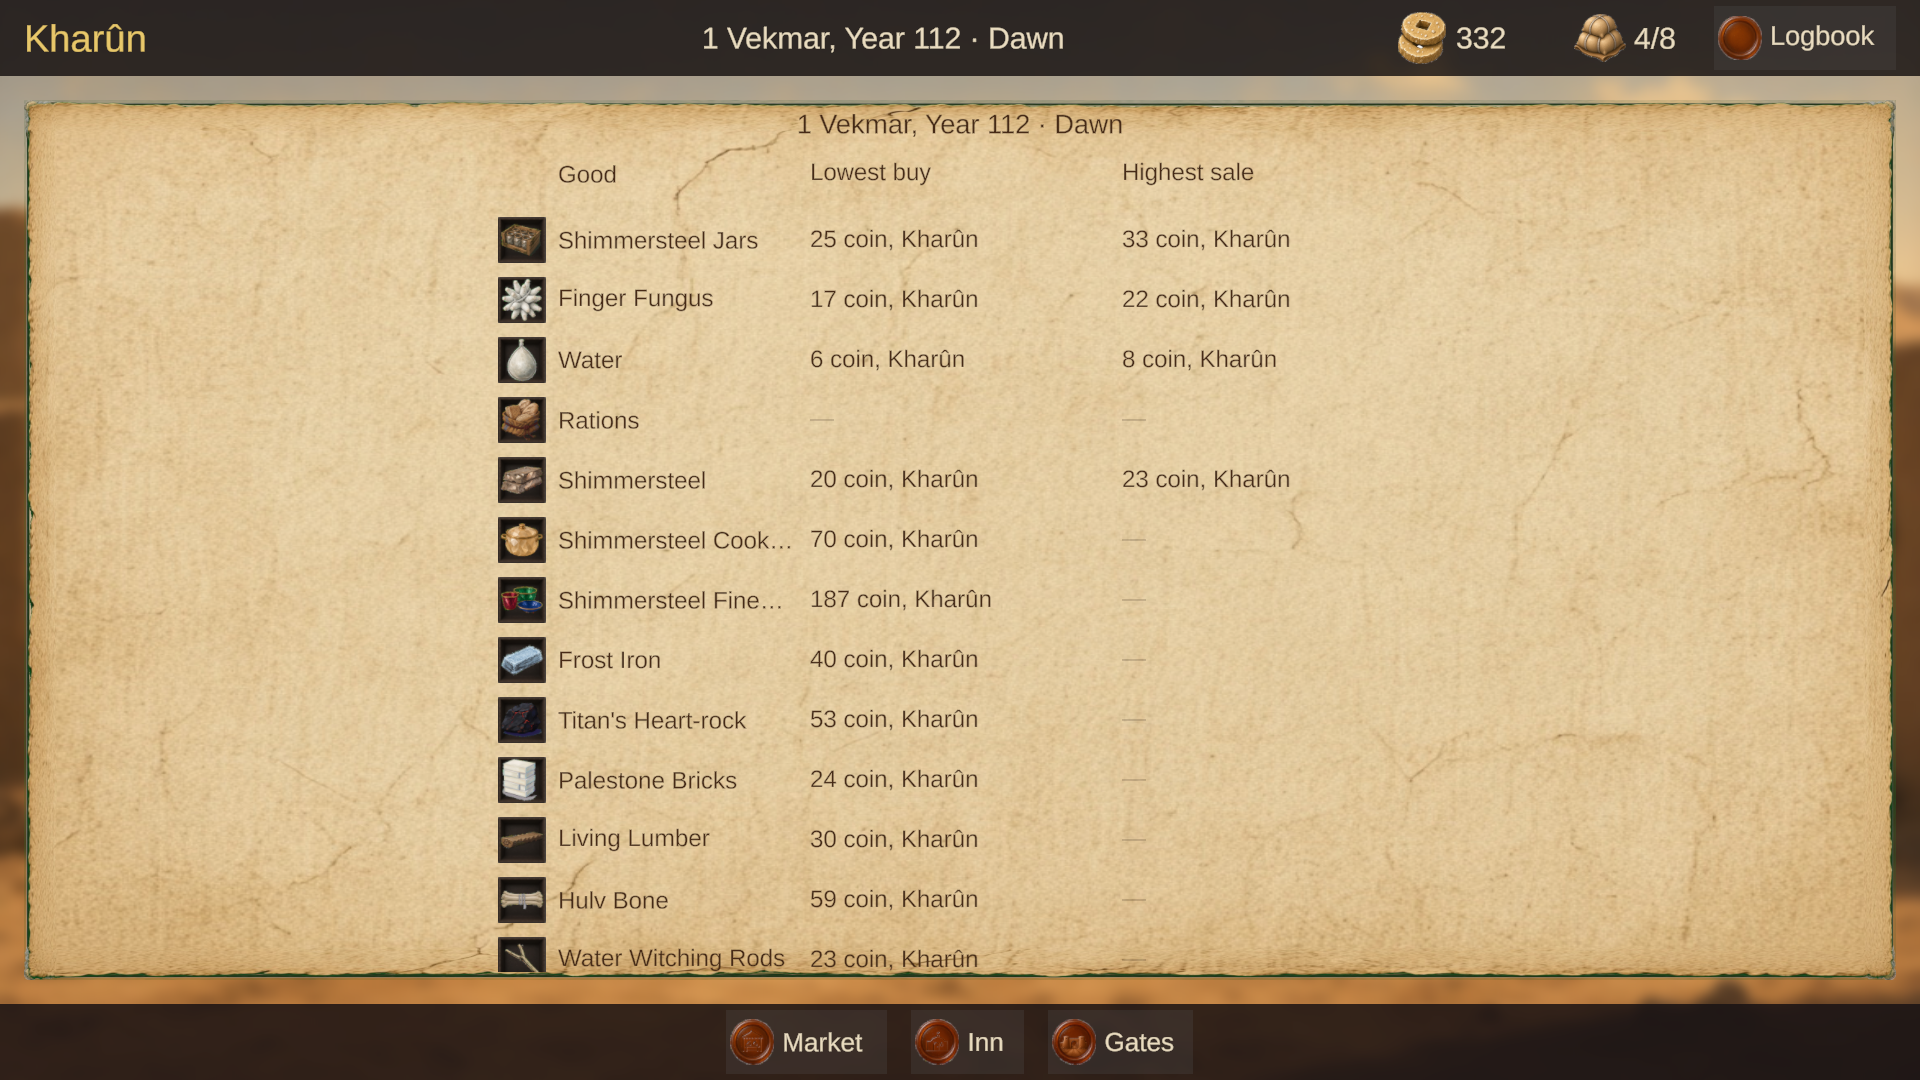 Kharûn
1 Vekmar, Year 112 · Dawn
332
4/8
Logbook
1 Vekmar, Year 112 · Dawn
Good Lowest buy Highest sale
Shimmersteel Jars 25 coin, Kharûn 33 coin, Kharûn
Finger Fungus 17 coin, Kharûn 22 coin, Kharûn
Water 6 coin, Kharûn 8 coin, Kharûn
Rations — —
Shimmersteel 20 coin, Kharûn 23 coin, Kharûn
Shimmersteel Cook... 70 coin, Kharûn —
Shimmersteel Fine... 187 coin, Kharûn —
Frost Iron 40 coin, Kharûn —
Titan's Heart-rock 53 coin, Kharûn —
Palestone Bricks 24 coin, Kharûn —
Living Lumber 30 coin, Kharûn —
Hulv Bone 59 coin, Kharûn —
Water Witching Rods 23 coin, Kharûn —
Market
Inn
Gates